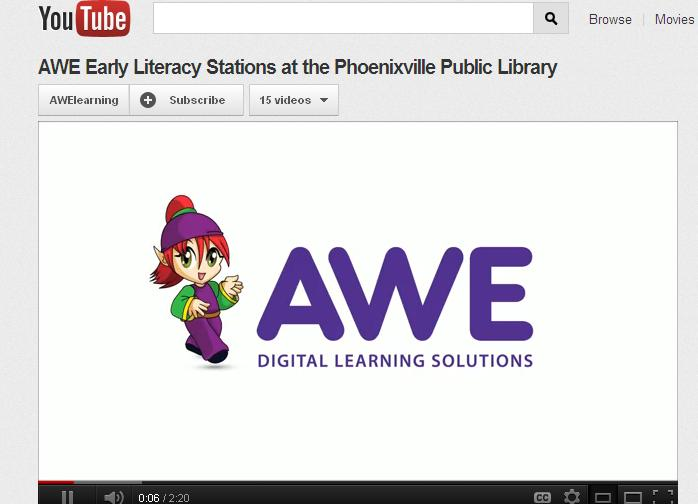 YouTube
Browse | Movies
AWE Early Literacy Stations at the Phoenixville Public Library
AWElearning Subscribe 15 videos
AWE
DIGITAL LEARNING SOLUTIONS
0:06 / 2:20 CC